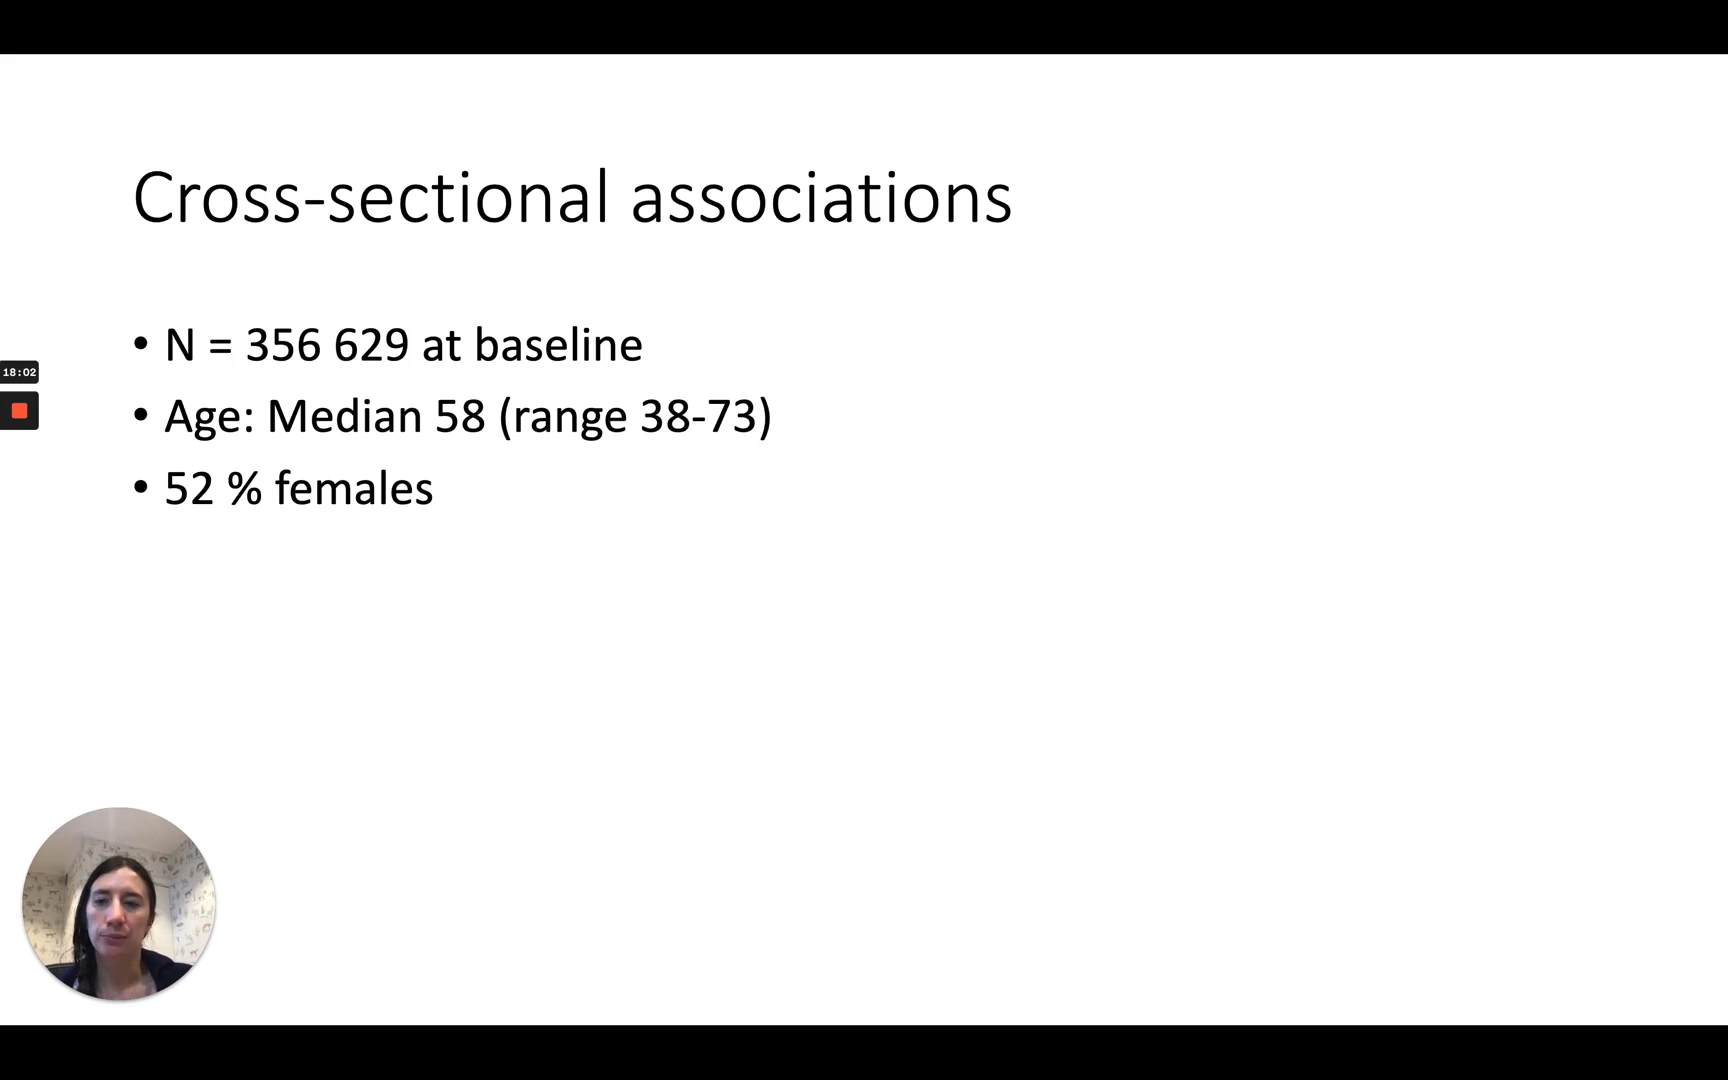 Cross-sectional associations
• N = 356 629 at baseline
18:02
• Age: Median 58 (range 38-73)
• 52 % females